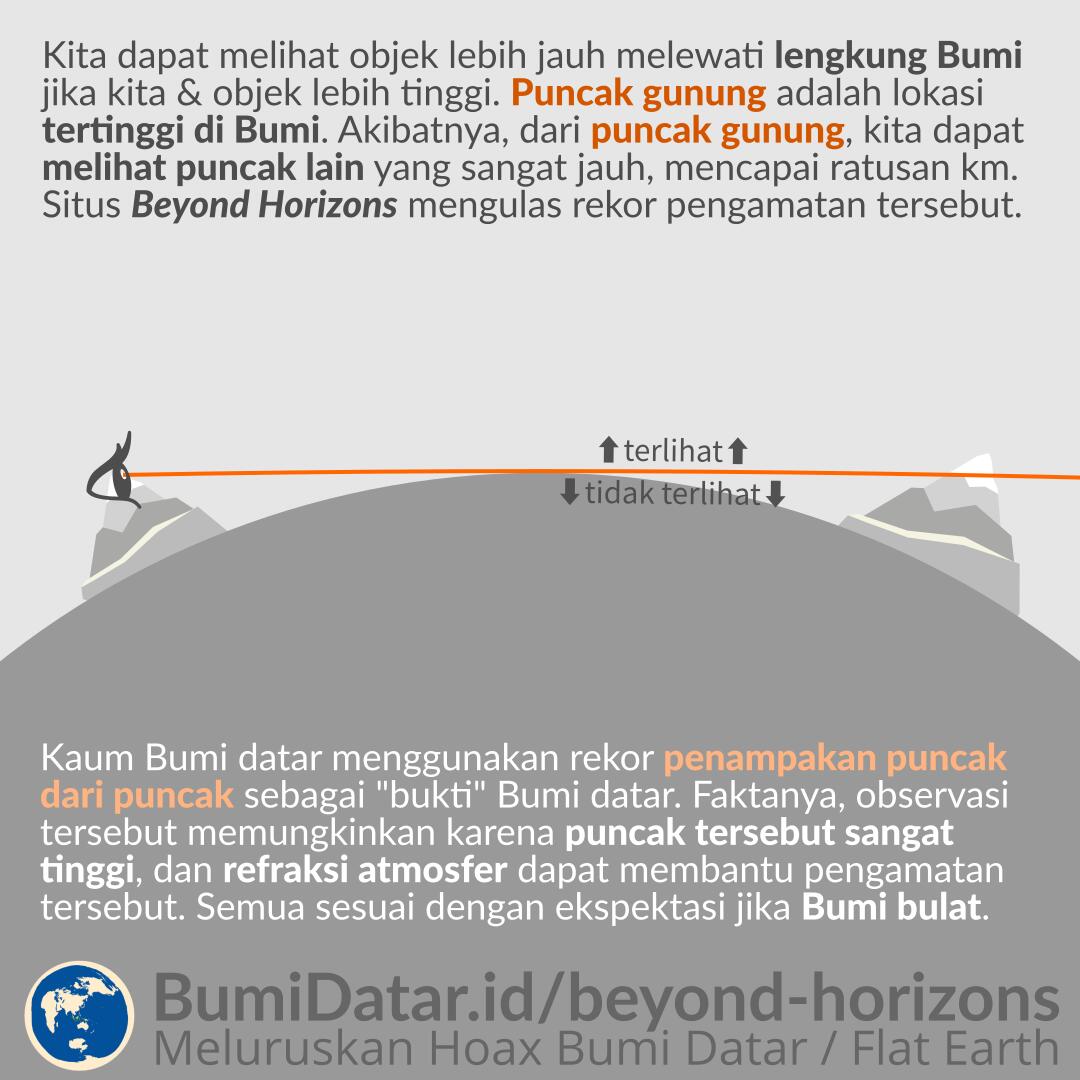 Kita dapat melihat objek lebih jauh melewati lengkung Bumi
jika kita & objek lebih tinggi. Puncak gunung adalah lokasi
tertinggi di Bumi. Akibatnya, dari puncak gunung, kita dapat
melihat puncak lain yang sangat jauh, mencapai ratusan km.
Situs Beyond Horizons mengulas rekor pengamatan tersebut.
terlihat
tidak terlihat
Kaum Bumi datar menggunakan rekor penampakan puncak
dari puncak sebagai "bukti" Bumi datar. Faktanya, observasi
tersebut memungkinkan karena puncak tersebut sangat
tinggi, dan refraksi atmosfer dapat membantu pengamatan
tersebut. Semua sesuai dengan ekspektasi jika Bumi bulat.
BumiDatar.id/beyond-horizons
Meluruskan Hoax Bumi Datar / Flat Earth